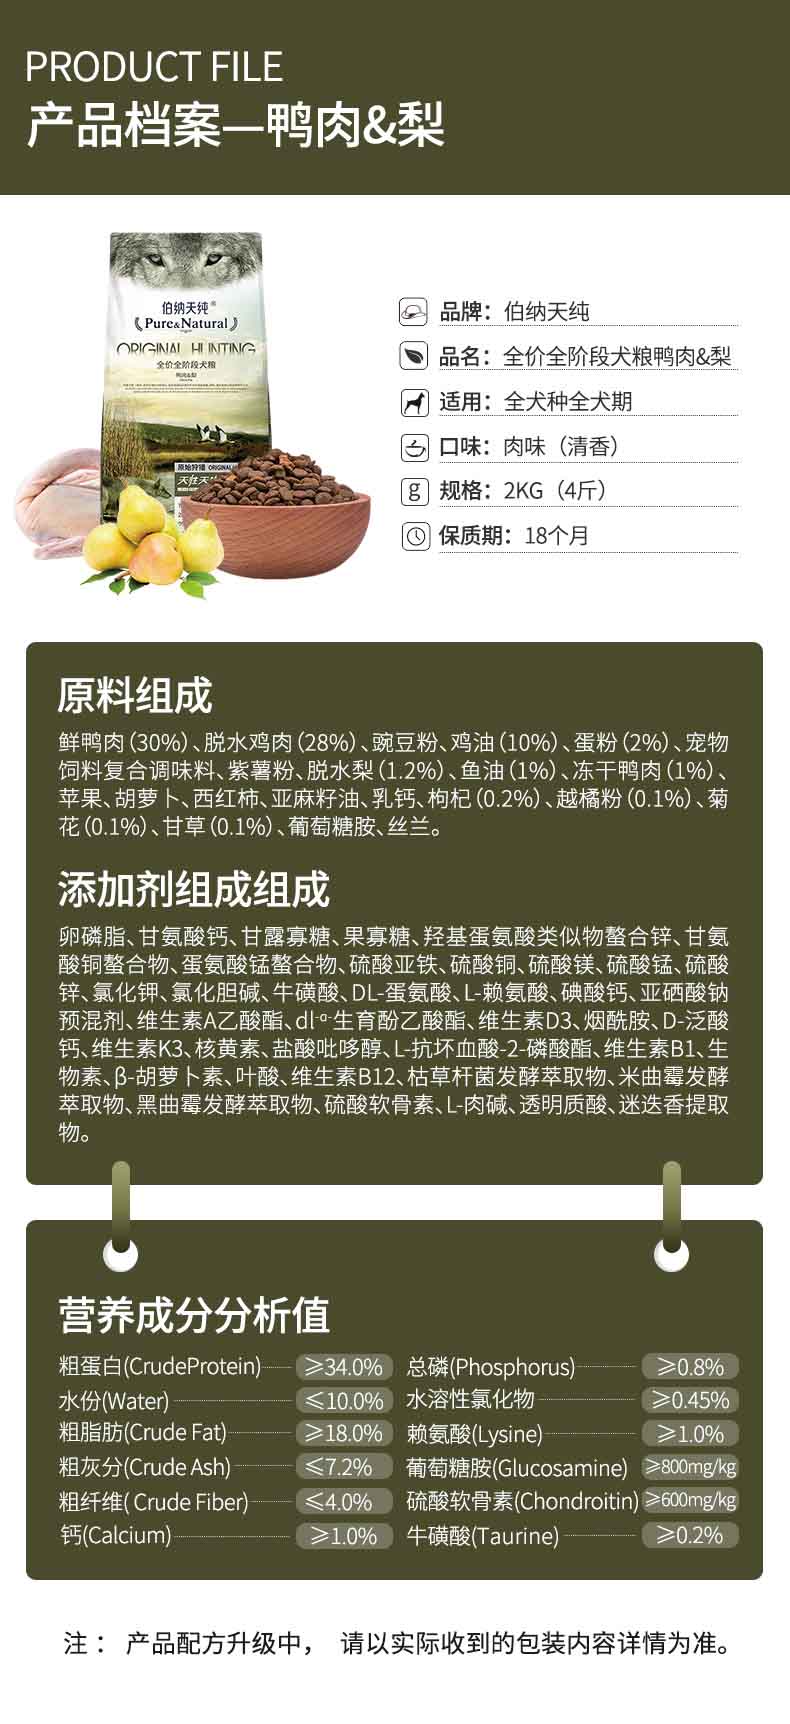 PRODUCT FILE
产品档案—鸭肉&梨
伯纳天纯®
《Pure&Natural》
ORIGINAL HUNTING
全价全阶段犬粮
鸭肉&梨
原始狩猎 ORIGINAL
品牌：伯纳天纯
品名：全价全阶段犬粮鸭肉&梨
适用：全犬种全犬期
口味：肉味（清香）
g 规格：2KG（4斤）
保质期：18个月
原料组成
鲜鸭肉(30%)、脱水鸡肉(28%)、豌豆粉、鸡油(10%)、蛋粉(2%)、宠物
饲料复合调味料、紫薯粉、脱水梨(1.2%)、鱼油(1%)、冻干鸭肉(1%)、
苹果、胡萝卜、西红柿、亚麻籽油、乳钙、枸杞(0.2%)、越橘粉(0.1%)、菊
花(0.1%)、甘草(0.1%)、葡萄糖胺、丝兰。
添加剂组成组成
卵磷脂、甘氨酸钙、甘露寡糖、果寡糖、羟基蛋氨酸类似物螯合锌、甘氨
酸铜螯合物、蛋氨酸锰螯合物、硫酸亚铁、硫酸铜、硫酸镁、硫酸锰、硫酸
锌、氯化钾、氯化胆碱、牛磺酸、DL-蛋氨酸、L-赖氨酸、碘酸钙、亚硒酸钠
预混剂、维生素A乙酸酯、dl-α-生育酚乙酸酯、维生素D3、烟酰胺、D-泛酸
钙、维生素K3、核黄素、盐酸吡哆醇、L-抗坏血酸-2-磷酸酯、维生素B1、生
物素、β-胡萝卜素、叶酸、维生素B12、枯草杆菌发酵萃取物、米曲霉发酵
萃取物、黑曲霉发酵萃取物、硫酸软骨素、L-肉碱、透明质酸、迷迭香提取
物。
营养成分分析值
粗蛋白(CrudeProtein) ≥34.0% 总磷(Phosphorus) ≥0.8%
水份(Water) ≤10.0% 水溶性氯化物 ≥0.45%
粗脂肪(Crude Fat) ≥18.0% 赖氨酸(Lysine) ≥1.0%
粗灰分(Crude Ash) ≤7.2% 葡萄糖胺(Glucosamine) ≥800mg/kg
粗纤维( Crude Fiber) ≤4.0% 硫酸软骨素(Chondroitin) ≥600mg/kg
钙(Calcium) ≥1.0% 牛磺酸(Taurine) ≥0.2%
注： 产品配方升级中， 请以实际收到的包装内容详情为准。